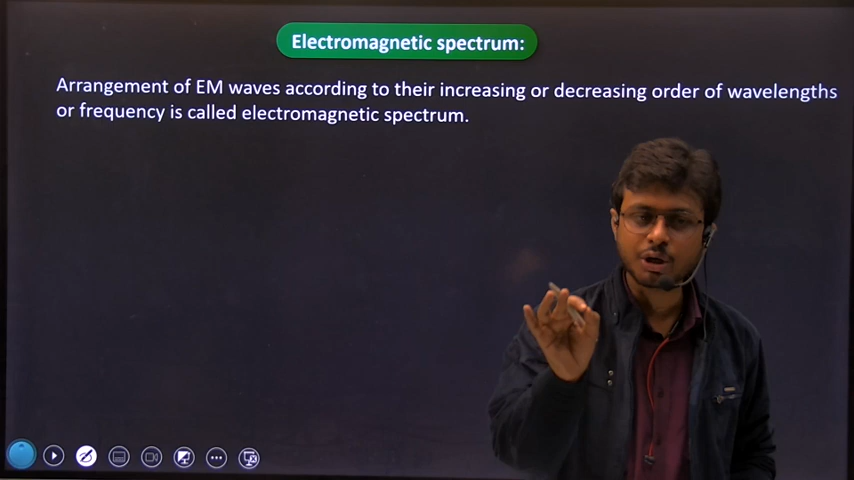 Electromagnetic spectrum:
Arrangement of EM waves according to their increasing or decreasing order of wavelengths
or frequency is called electromagnetic spectrum.